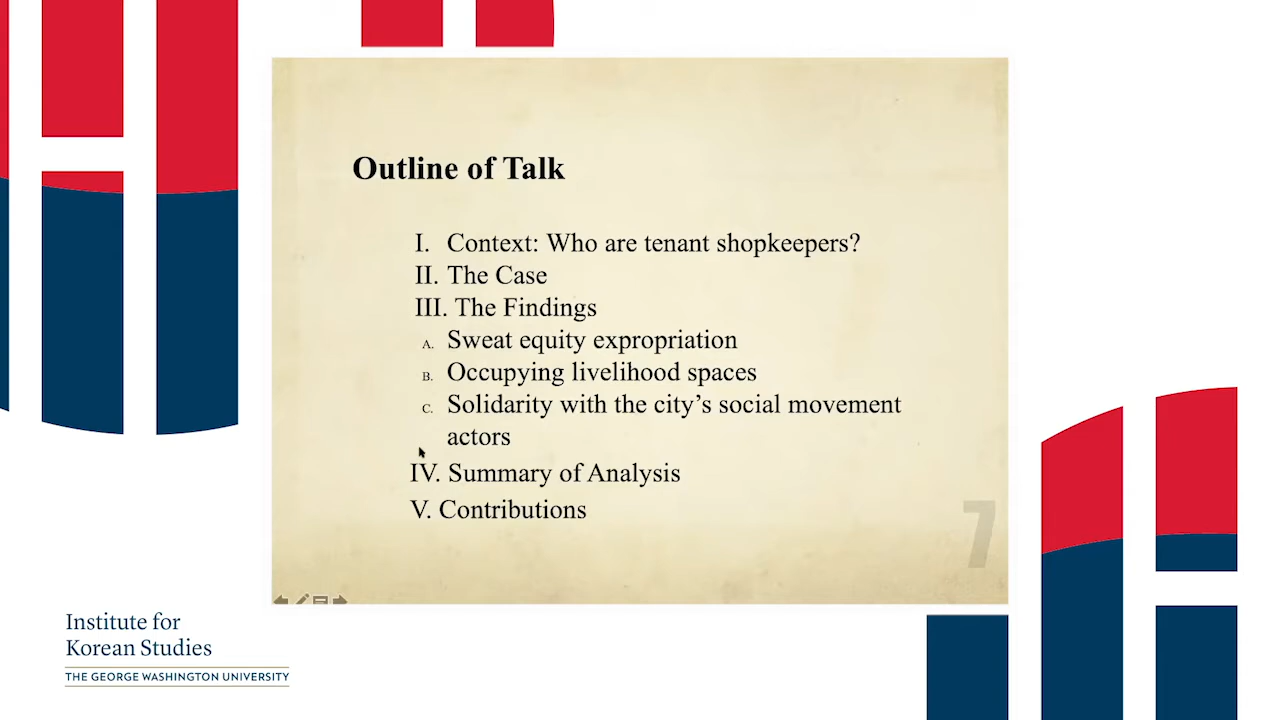 Outline of Talk
I. Context: Who are tenant shopkeepers?
II. The Case
III. The Findings
A. Sweat equity expropriation
B. Occupying livelihood spaces
C. Solidarity with the city's social movement
actors
IV. Summary of Analysis
V. Contributions
7
Institute for
Korean Studies
THE GEORGE WASHINGTON UNIVERSITY